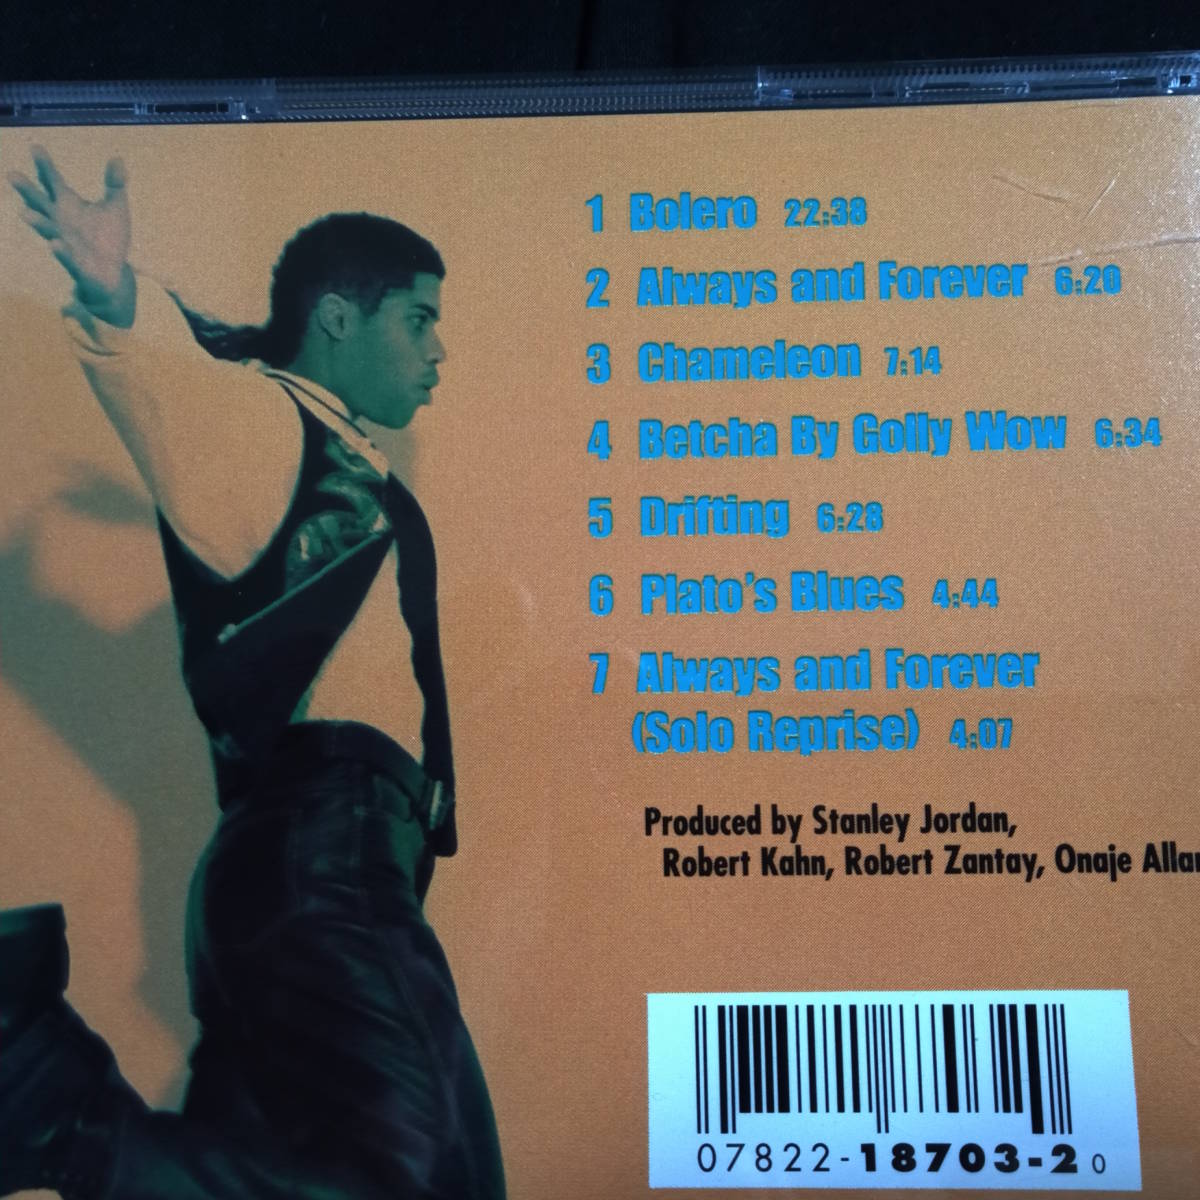 1 Bolero 22:38
2 Always and Forever 6:20
3 Chameleon 7:14
4 Betcha By Golly Wow 6:34
5 Drifting 6:28
6 Plato's Blues 4:44
7 Always and Forever
(Solo Reprise) 4:07
Produced by Stanley Jordan,
Robert Kahn, Robert Zantay, Onaje
07822-18703-2 0